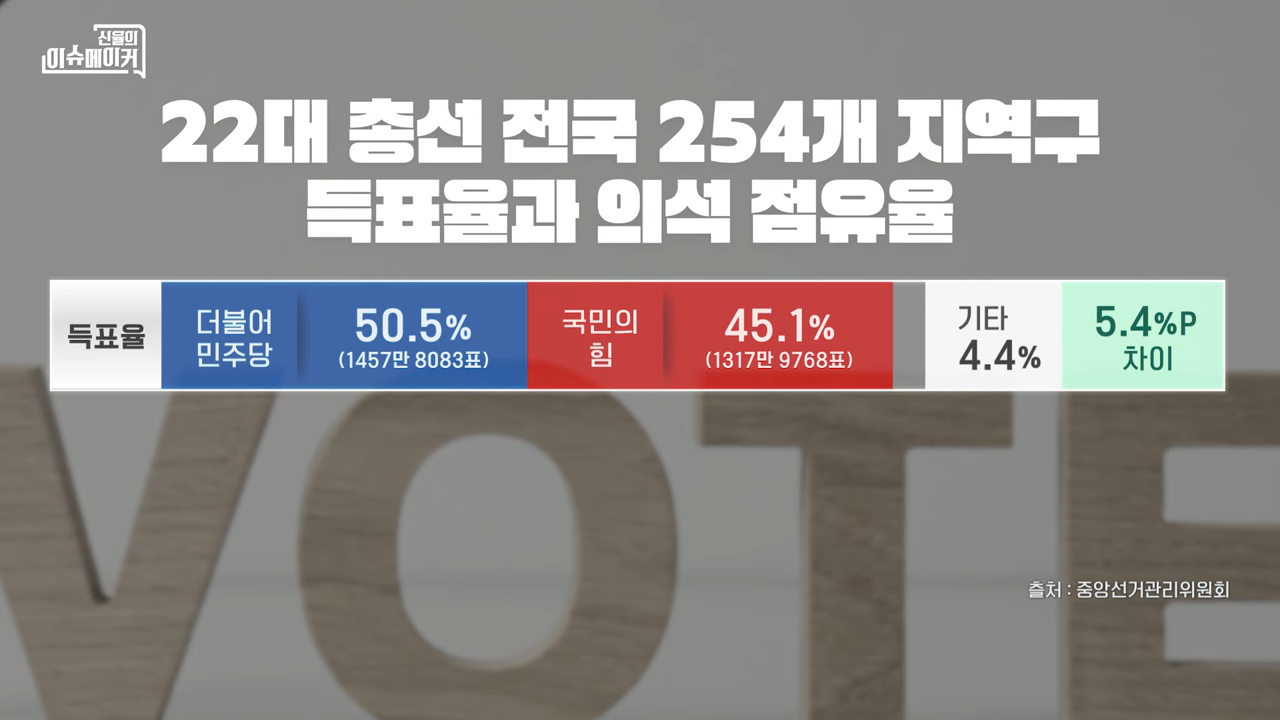 신율의
이슈메이커
22대 총선 전국 254개 지역구
득표율과 의석 점유율
득표율
더불어
민주당
50.5%
(1457만 8083표)
국민의
힘
45.1%
(1317만 9768표)
기타
4.4%
5.4%P
차이
VOTE
출처 : 중앙선거관리위원회